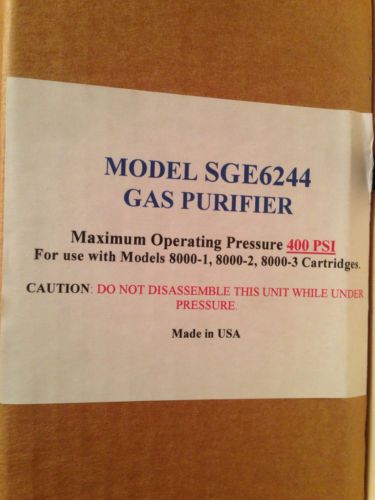 MODEL SGE6244
GAS PURIFIER
Maximum Operating Pressure 400 PSI
For use with Models 8000-1, 8000-2, 8000-3 Cartridges.
CAUTION: DO NOT DISASSEMBLE THIS UNIT WHILE UNDER
PRESSURE.
Made in USA